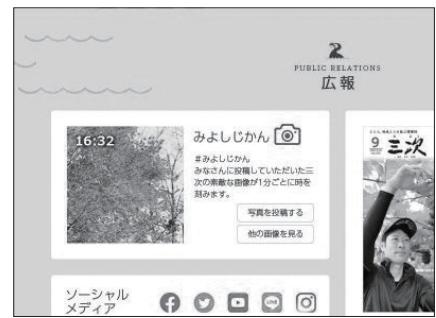 PUBLIC RELATIONS
広報
16:32
みよしじかん
#みよしじかん
みなさんに投稿していただいた三
次の素敵な画像が1分ごとに時を
刻みます。
写真を投稿する
他の画像を見る
9
三次
ソーシャル
メディア
LINE